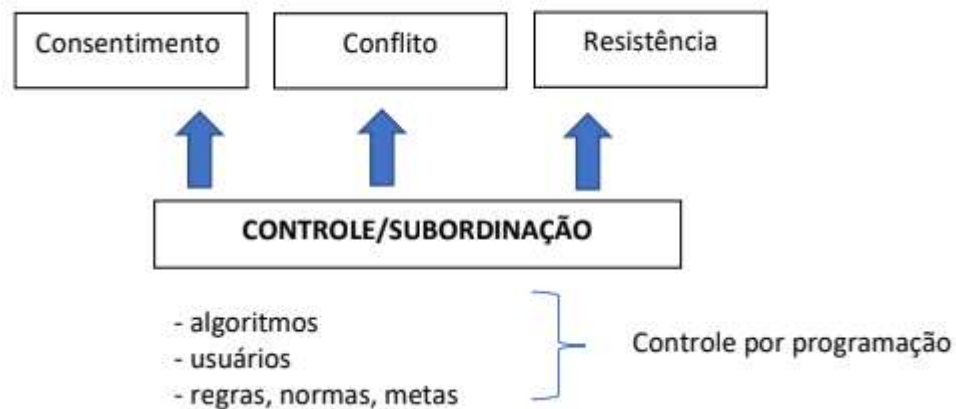 Consentimento
Conflito
Resistência
CONTROLE/SUBORDINAÇÃO
- algoritmos
- usuários
- regras, normas, metas
Controle por programação